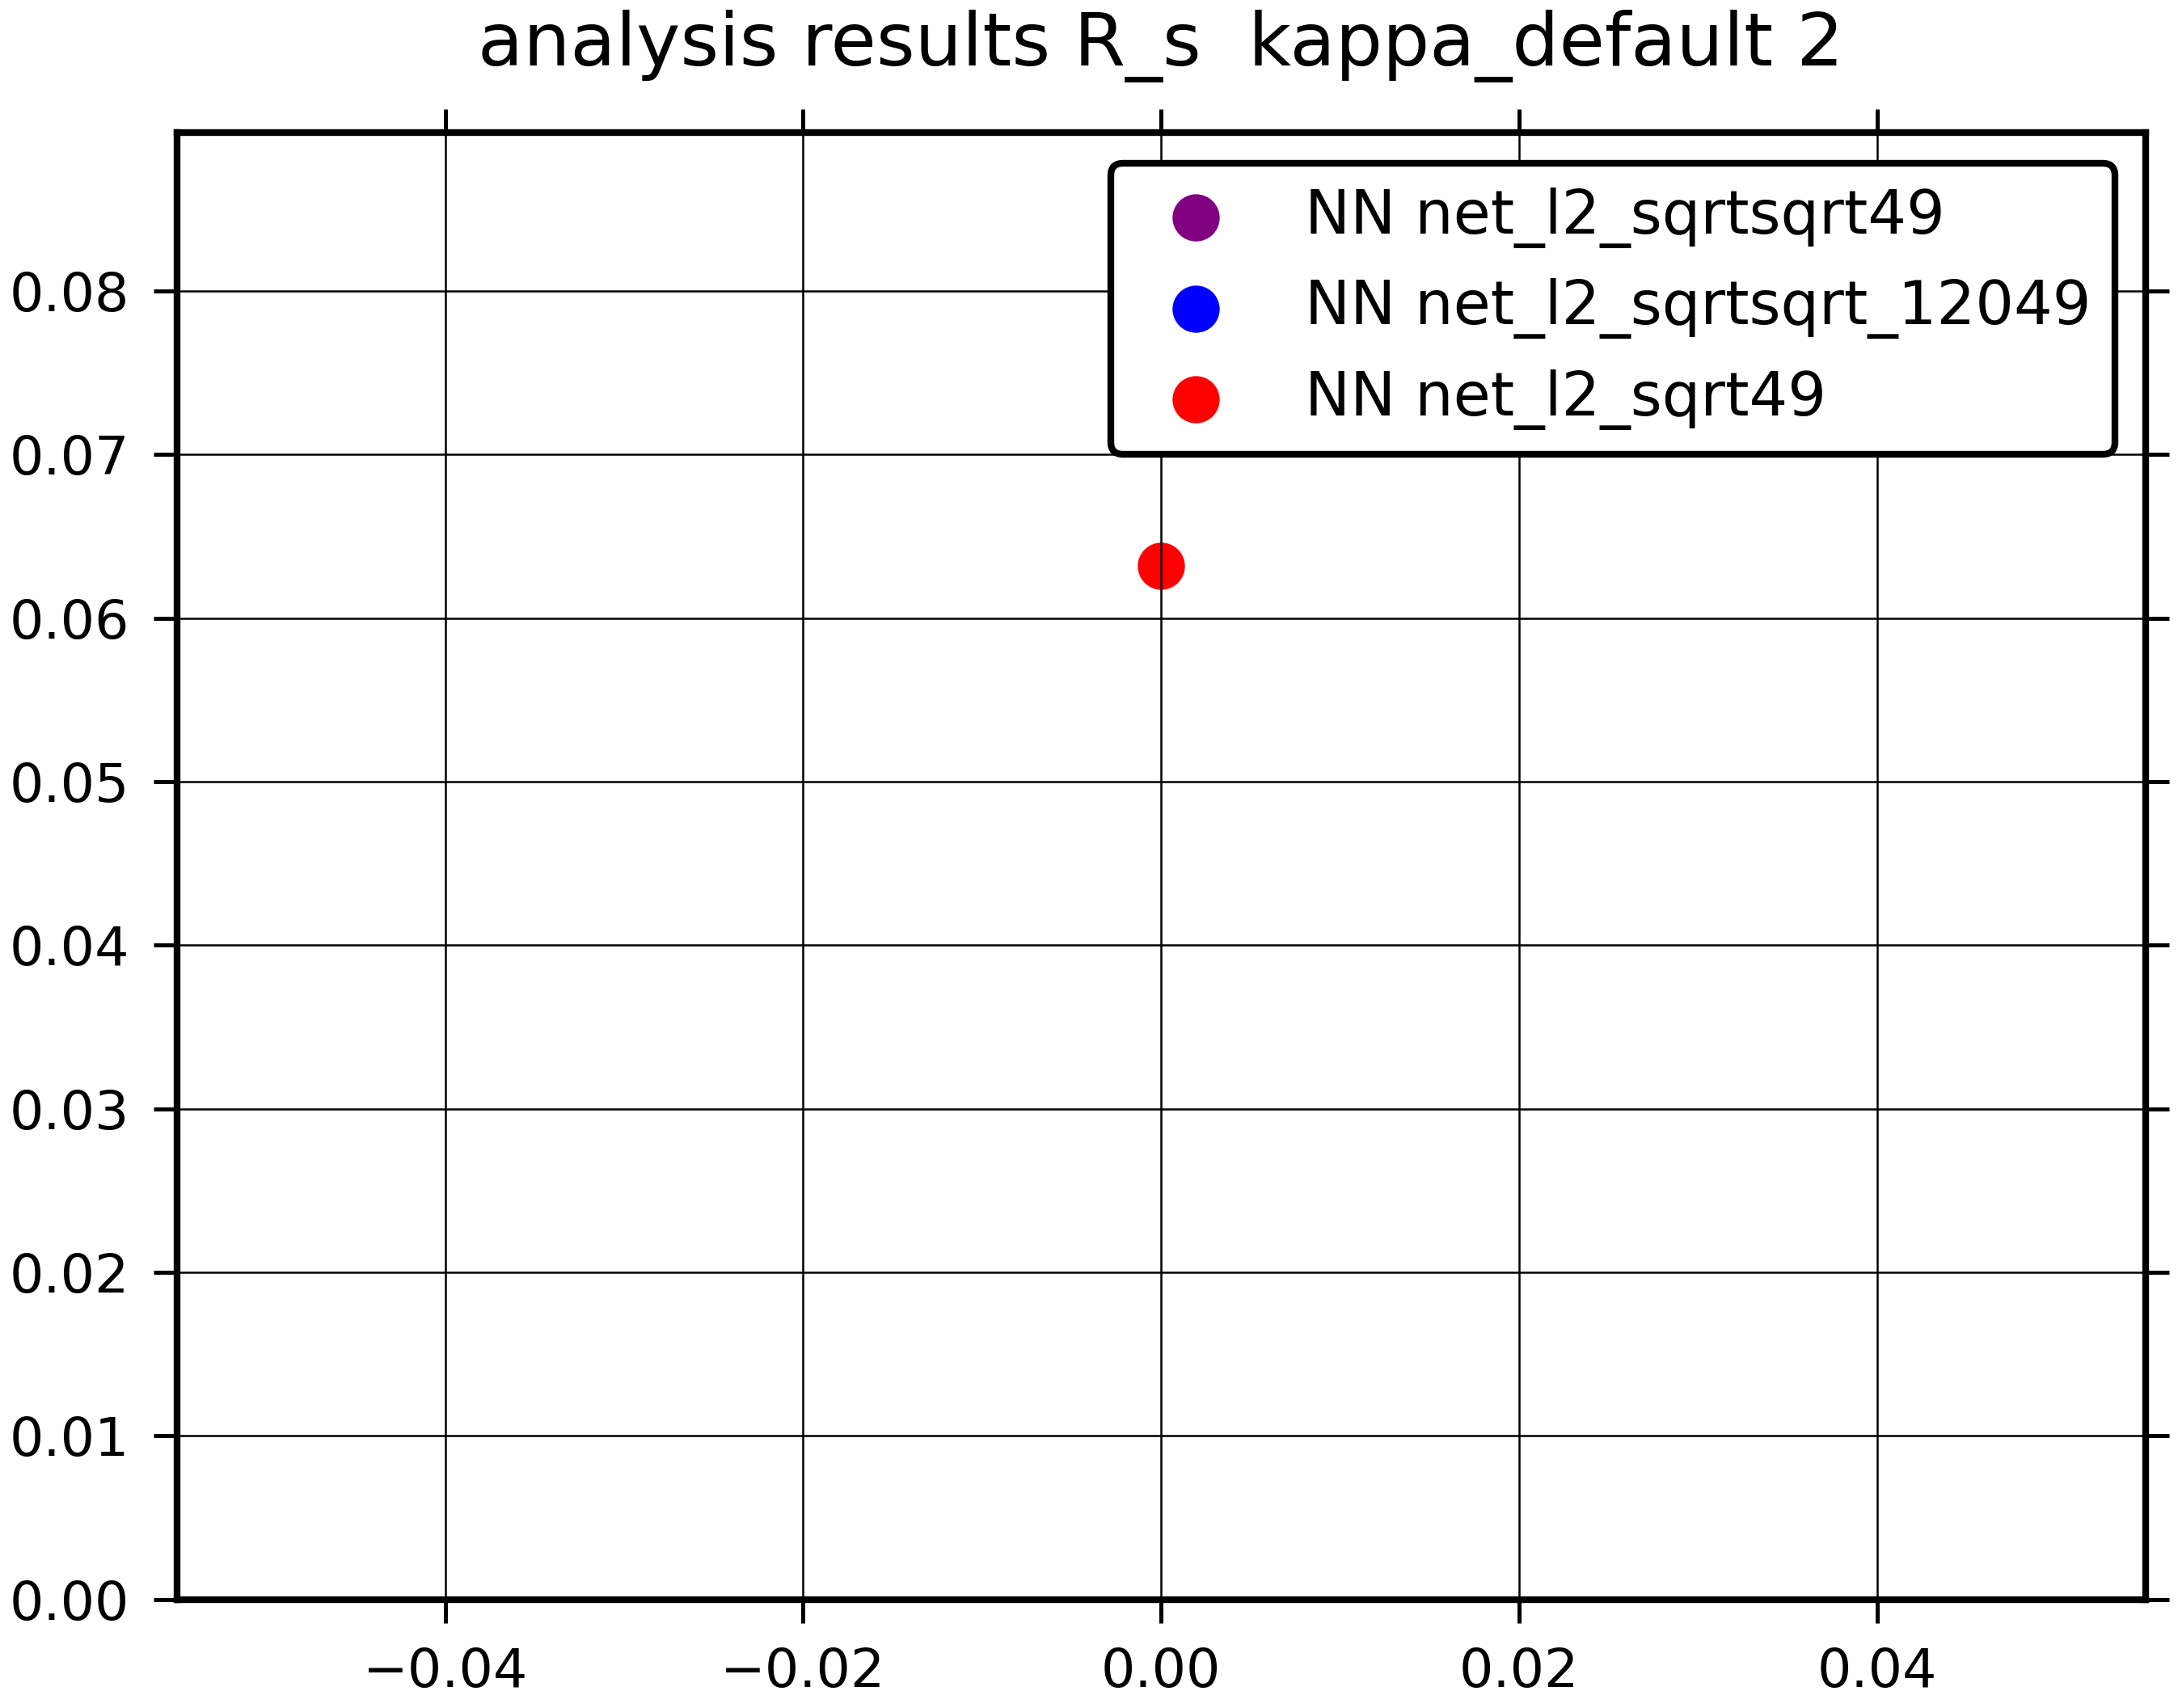 analysis results R_s  kappa_default 2
NN net_l2_sqrtsqrt49
NN net_l2_sqrtsqrt_12049
NN net_l2_sqrt49
0.08
0.07
0.06
0.05
0.04
0.03
0.02
0.01
0.00
−0.04 −0.02 0.00 0.02 0.04